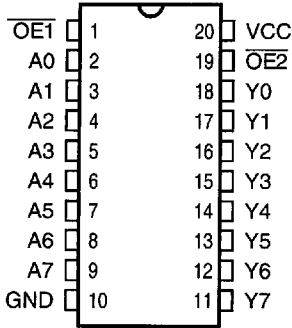 O̅E̅1̅ 1 20 VCC
A0 2 19 O̅E̅2̅
A1 3 18 Y0
A2 4 17 Y1
A3 5 16 Y2
A4 6 15 Y3
A5 7 14 Y4
A6 8 13 Y5
A7 9 12 Y6
GND 10 11 Y7